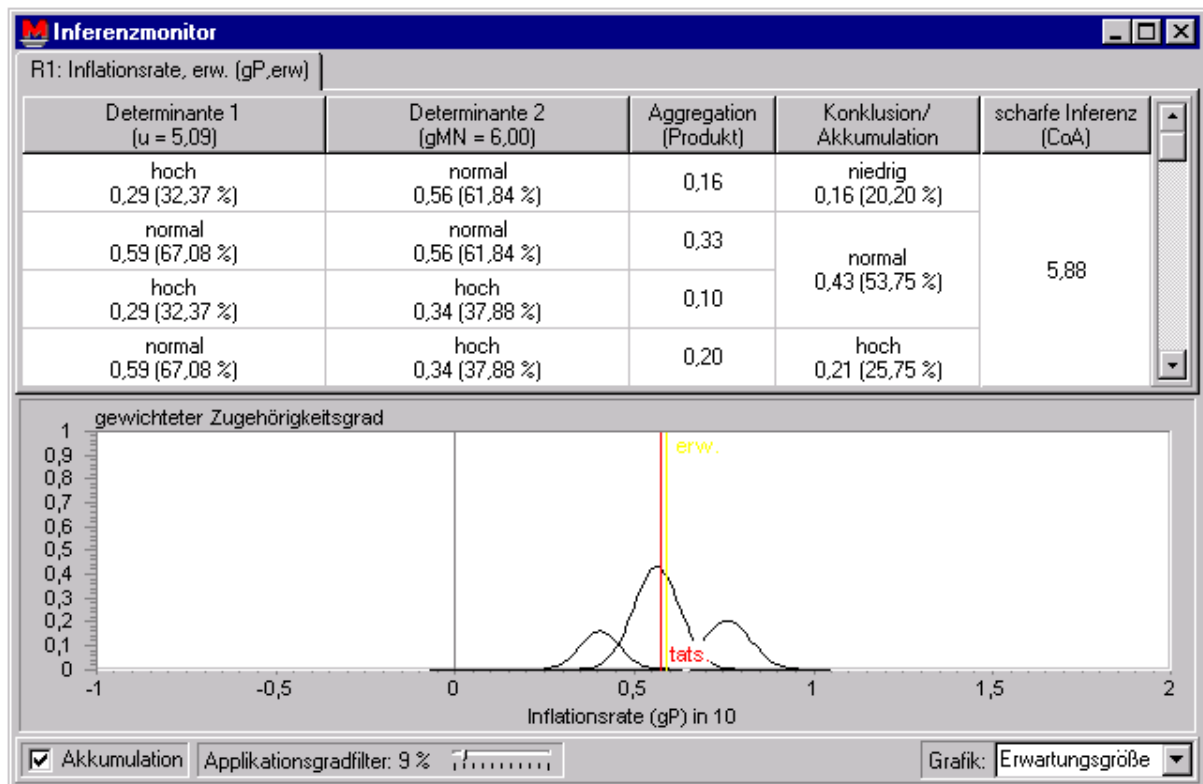 Inferenzmonitor
R1: Inflationsrate, erw. (gP,erw)
Determinante 1
(u = 5,09)
Determinante 2
(gMN = 6,00)
Aggregation
(Produkt)
Konklusion/
Akkumulation
scharfe Inferenz
(CoA)
hoch
0,29 (32,37 %)
normal
0,56 (61,84 %)
0,16
niedrig
0,16 (20,20 %)
normal
0,59 (67,08 %)
normal
0,56 (61,84 %)
0,33
normal
0,43 (53,75 %)
5,88
hoch
0,29 (32,37 %)
hoch
0,34 (37,88 %)
0,10
normal
0,59 (67,08 %)
hoch
0,34 (37,88 %)
0,20
hoch
0,21 (25,75 %)
gewichteter Zugehörigkeitsgrad
1
0,9
0,8
0,7
0,6
0,5
0,4
0,3
0,2
0,1
0
erw.
tats.
-1
-0,5
0
0,5
1
1,5
2
Inflationsrate (gP) in 10
Akkumulation
Applikationsgradfilter: 9 %
Grafik:
Erwartungsgröße